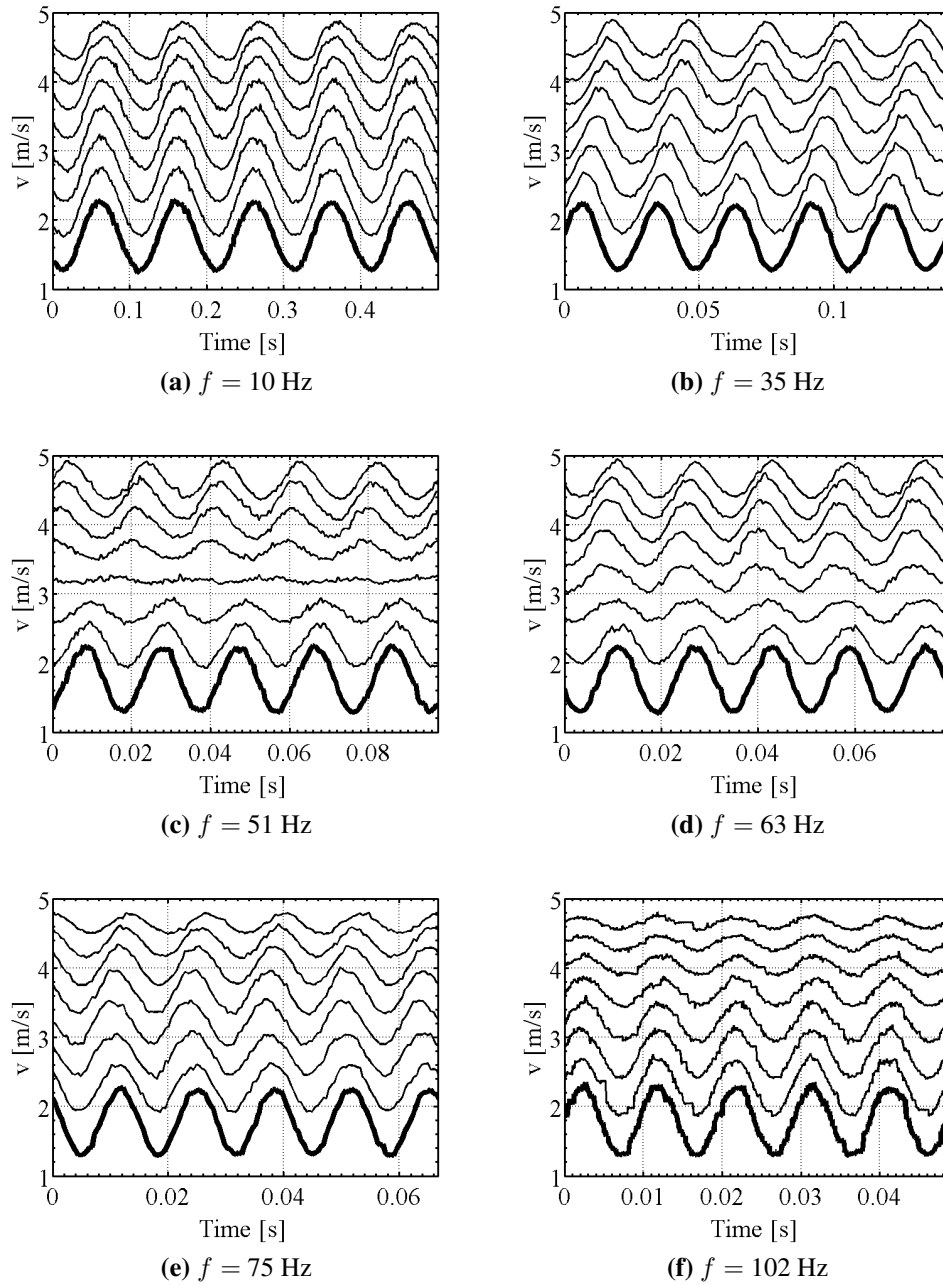 5
4
3
2
1
v [m/s]
0 0.1 0.2 0.3 0.4
Time [s]
(a) f = 10 Hz
5
4
3
2
1
v [m/s]
0 0.05 0.1
Time [s]
(b) f = 35 Hz
5
4
3
2
1
v [m/s]
0 0.02 0.04 0.06 0.08
Time [s]
(c) f = 51 Hz
5
4
3
2
1
v [m/s]
0 0.02 0.04 0.06
Time [s]
(d) f = 63 Hz
5
4
3
2
1
v [m/s]
0 0.02 0.04 0.06
Time [s]
(e) f = 75 Hz
5
4
3
2
1
v [m/s]
0 0.01 0.02 0.03 0.04
Time [s]
(f) f = 102 Hz